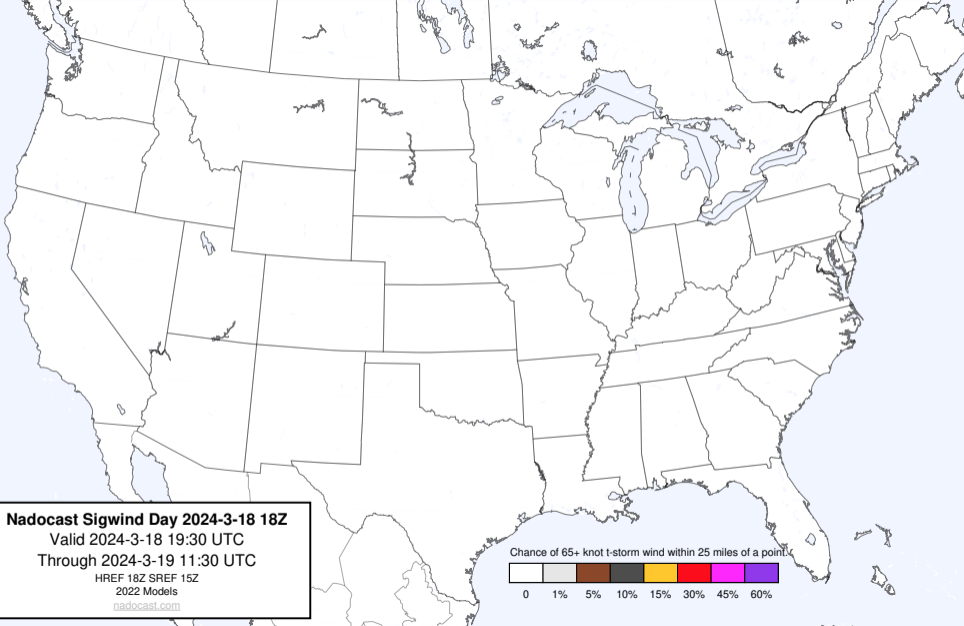 Nadocast Sigwind Day 2024-3-18 18Z
Valid 2024-3-18 19:30 UTC
Through 2024-3-19 11:30 UTC
HREF 18Z SREF 15Z
2022 Models
nadocast.com
Chance of 65+ knot t-storm wind within 25 miles of a point.
0 1% 5% 10% 15% 30% 45% 60%